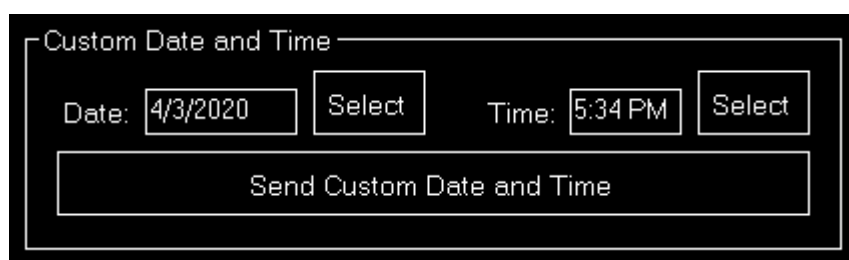 Custom Date and Time
Date: 4/3/2020 Select Time: 5:34 PM Select
Send Custom Date and Time